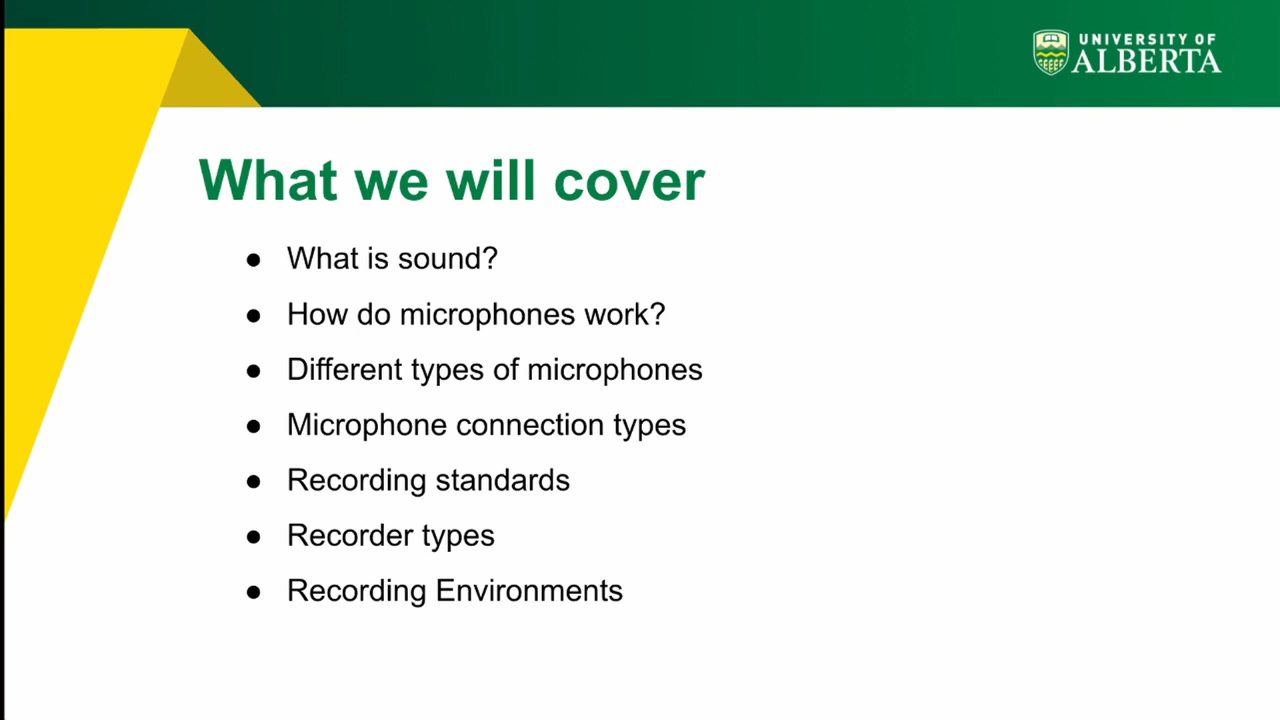 UNIVERSITY OF
ALBERTA
What we will cover
● What is sound?
● How do microphones work?
● Different types of microphones
● Microphone connection types
● Recording standards
● Recorder types
● Recording Environments